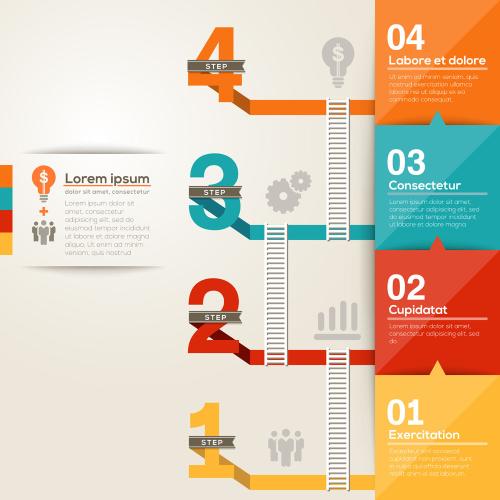 4
STEP
04
Labore et dolore
Ut enim ad minim veniam, quis
nostrud exercitation ullamco
laboris nisi ut aliquip ex ea
commodo consequat.
Lorem ipsum
dolor sit amet, consectetur
Lorem ipsum dolor sit
amet, consectetur
adipisicing elit, sed do
eiusmod tempor
incididunt ut labore et
dolore magna aliqua.
Ut enim ad minim
veniam, quis nostrud
3
STEP
03
Consectetur
Lorem ipsum dolor sit amet,
consectetur adipisicing elit, sed
do eiusmod tempor incididunt
ut labore et dolore magna
2
STEP
02
Cupidatat
Lorem ipsum dolor sit amet,
consectetur adipisicing elit, sed
do.
1
STEP
01
Exercitation
Excepteur sint occaecat
cupidatat non proident, sunt
in culpa qui officia deserunt
mollit anim id est laborum.